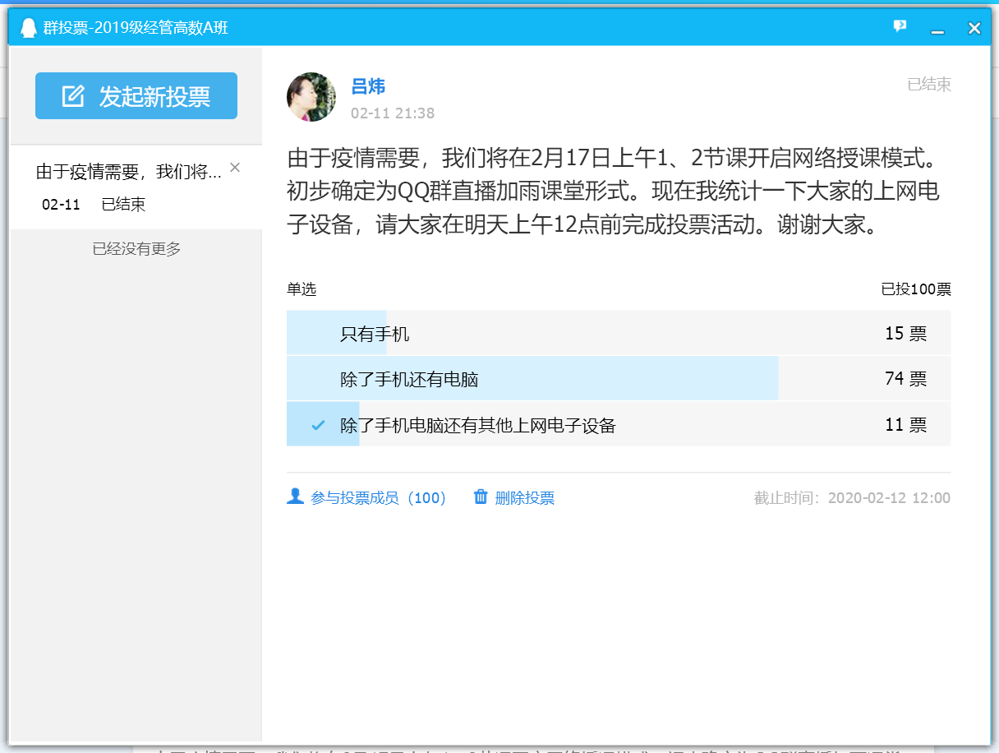 群投票-2019级经管高数A班
发起新投票
由于疫情需要，我们将...
02-11 已结束
已经没有更多
吕炜
已结束
02-11 21:38
由于疫情需要，我们将在2月17日上午1、2节课开启网络授课模式。
初步确定为QQ群直播加雨课堂形式。现在我统计一下大家的上网电
子设备，请大家在明天上午12点前完成投票活动。谢谢大家。
单选 已投100票
只有手机 15 票
除了手机还有电脑 74 票
除了手机电脑还有其他上网电子设备 11 票
参与投票成员（100） 删除投票 截止时间：2020-02-12 12:00